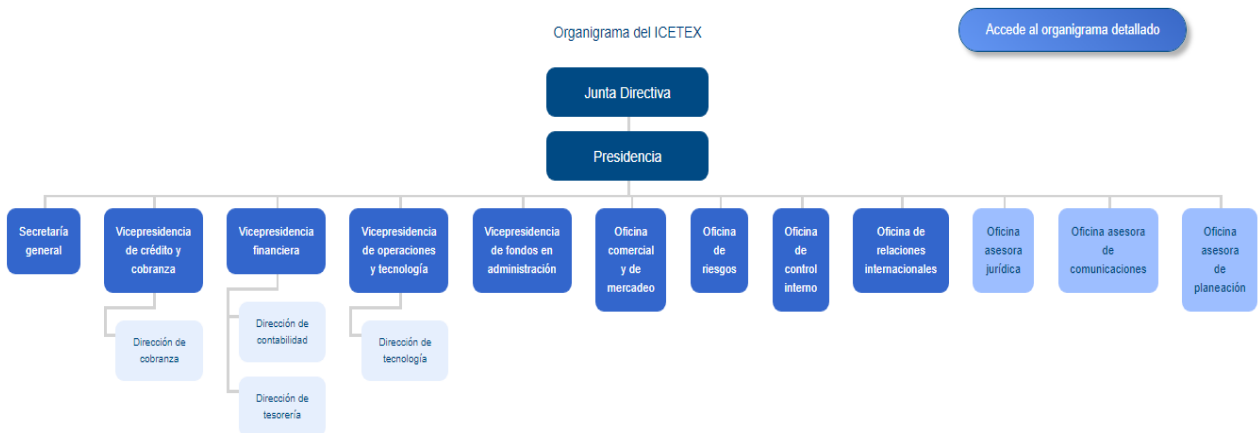 Organigrama del ICETEX
Accede al organigrama detallado
Junta Directiva
Presidencia
Secretaría
general
Vicepresidencia
de crédito y
cobranza
Vicepresidencia
financiera
Vicepresidencia
de operaciones
y tecnología
Vicepresidencia
de fondos en
administración
Oficina
comercial
y de
mercadeo
Oficina
de
riesgos
Oficina
de
control
interno
Oficina de
relaciones
internacionales
Oficina
asesora
jurídica
Oficina asesora
de
comunicaciones
Oficina
asesora
de
planeación
Dirección de
cobranza
Dirección de
contabilidad
Dirección de
tesorería
Dirección de
tecnología